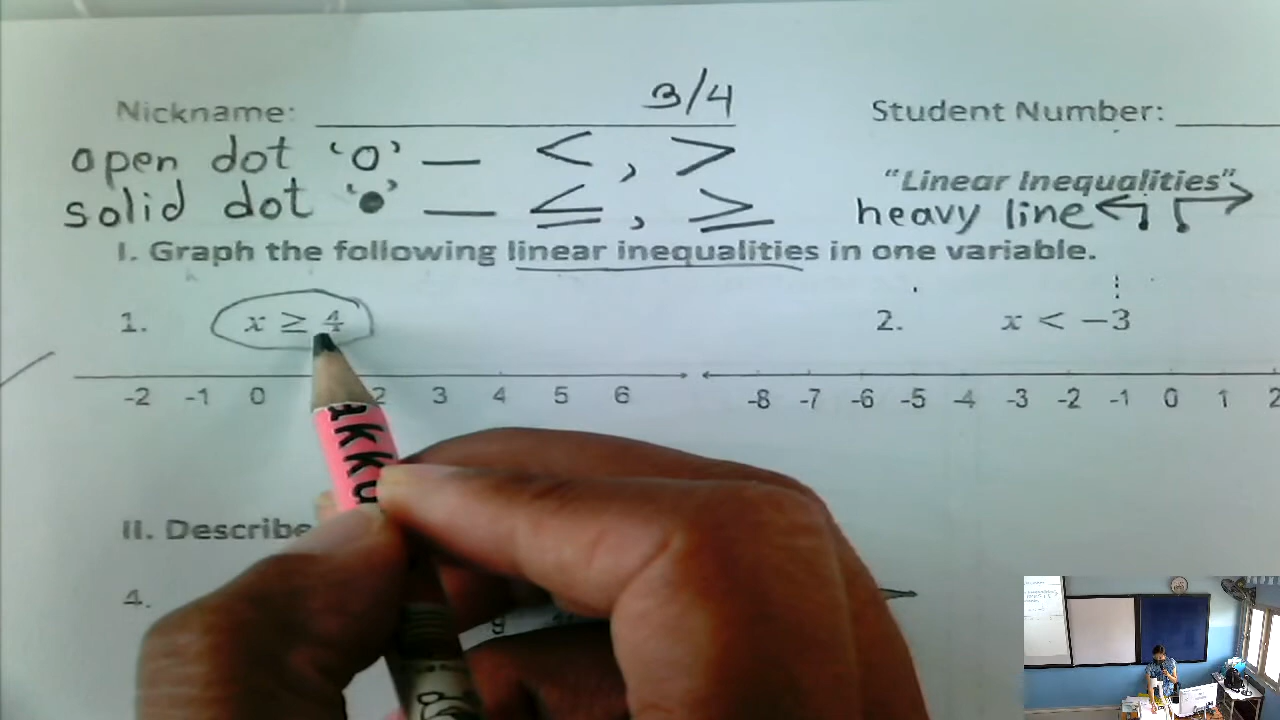 Nickname: 3/4 Student Number:
open dot 'o' — <, >
"Linear Inequalities"
solid dot '●' — ≤, ≥ heavy line
I. Graph the following linear inequalities in one variable.
1. x ≥ 4 2. x < -3
-2 -1 0 2 3 4 5 6 -8 -7 -6 -5 -4 -3 -2 -1 0 1 2
II. Describe
4.
9